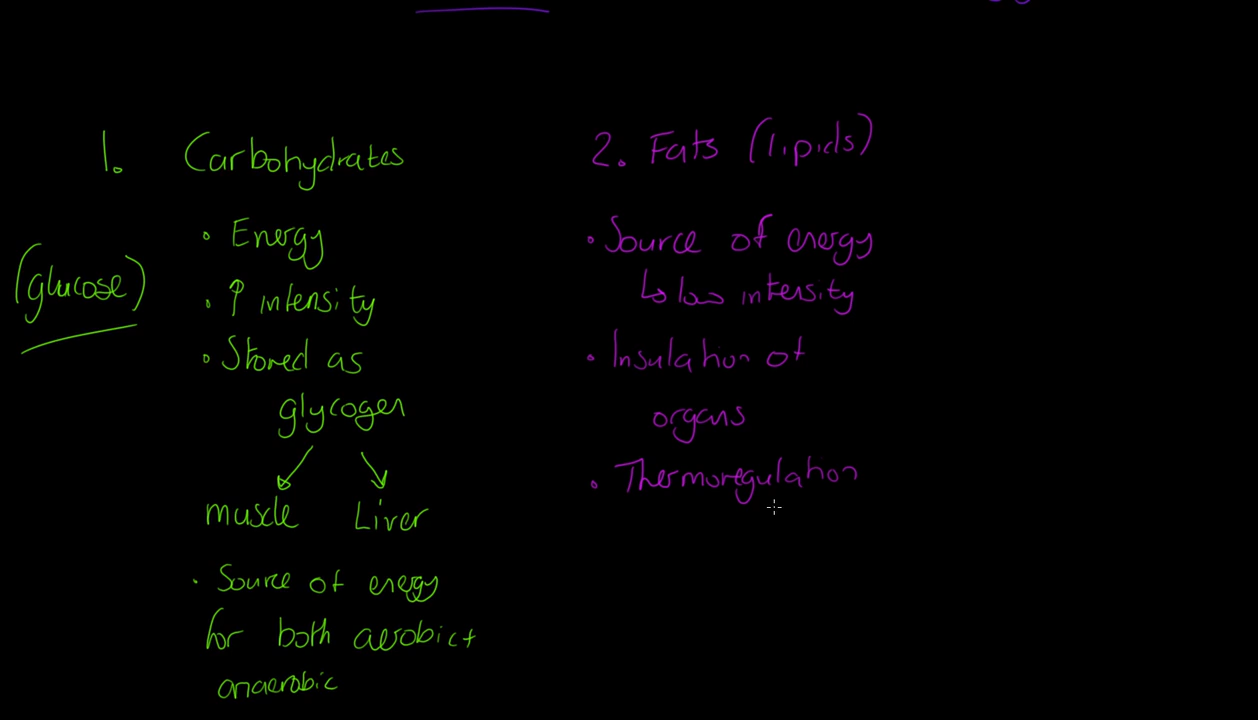 1. Carbohydrates
(glucose)
• Energy
• ↑ intensity
• Stored as
glycogen
muscle Liver
• Source of energy
for both aerobic +
anaerobic
2. Fats (lipids)
• Source of energy
↳ low intensity
• Insulation of
organs
• Thermoregulation